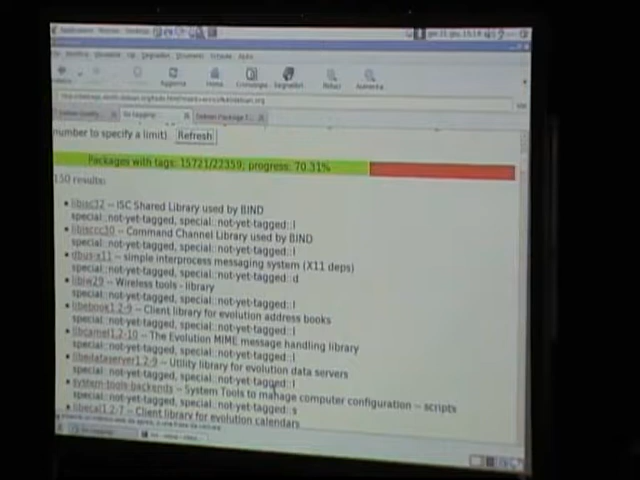 Aggiorna
Home
Cronologia
Segnalibri
Riduci
Aumenta
number to specify a limit) Refresh
Packages with tags: 15721/22359, progress: 70.31%
150 results:
libisc32 -- ISC Shared Library used by BIND
special::not-yet-tagged, special::not-yet-tagged::l
libisccc30 -- Command Channel Library used by BIND
special::not-yet-tagged, special::not-yet-tagged::l
dbus-x11 -- simple interprocess messaging system (X11 deps)
special::not-yet-tagged, special::not-yet-tagged::d
libiw29 -- Wireless tools - library
special::not-yet-tagged, special::not-yet-tagged::l
libebook1.2-9 -- Client library for evolution address books
special::not-yet-tagged, special::not-yet-tagged::l
libcamel1.2-10 -- The Evolution MIME message handling library
special::not-yet-tagged, special::not-yet-tagged::l
libedataserver1.2-9 -- Utility library for evolution data servers
special::not-yet-tagged, special::not-yet-tagged::l
system-tools-backends -- System Tools to manage computer configuration -- scripts
special::not-yet-tagged, special::not-yet-tagged::s
libecal1.2-7 -- Client library for evolution calendars